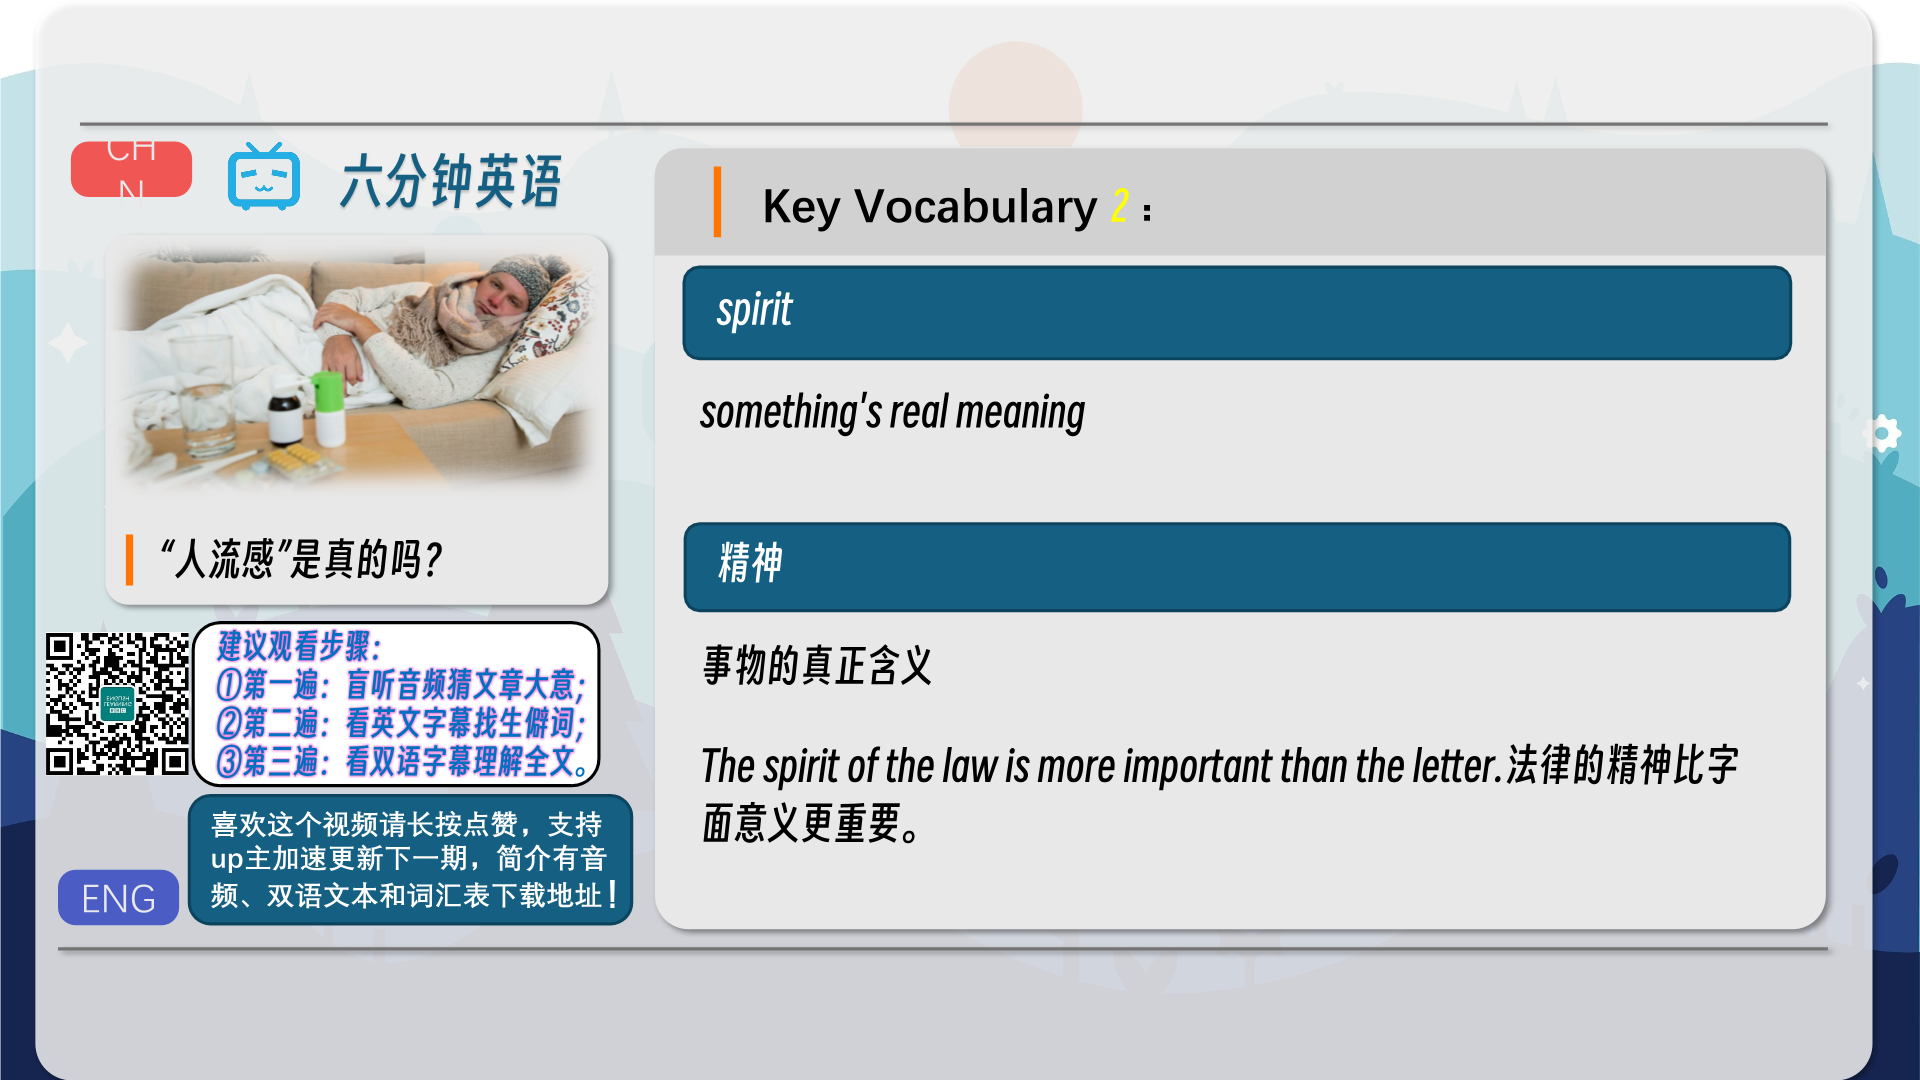 CH
N
六分钟英语
“人流感”是真的吗?
建议观看步骤:
①第一遍:盲听音频猜文章大意;
②第二遍:看英文字幕找生僻词;
③第三遍:看双语字幕理解全文。
喜欢这个视频请长按点赞，支持
up主加速更新下一期，简介有音
频、双语文本和词汇表下载地址!
ENG
Key Vocabulary 2：
spirit
something's real meaning
精神
事物的真正含义
The spirit of the law is more important than the letter.法律的精神比字
面意义更重要。